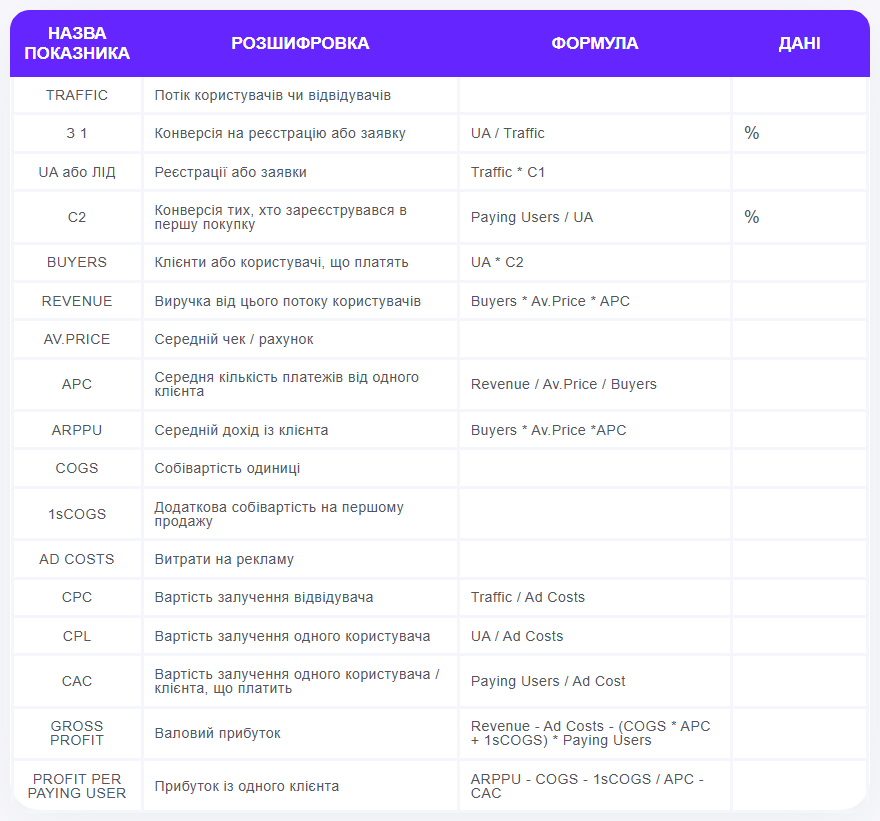 НАЗВА
ПОКАЗНИКА
РОЗШИФРОВКА
ФОРМУЛА
ДАНІ
TRAFFIC
Потік користувачів чи відвідувачів
З 1
Конверсія на реєстрацію або заявку
UA / Traffic
%
UA або ЛІД
Реєстрації або заявки
Traffic * C1
C2
Конверсія тих, хто зареєструвався в
першу покупку
Paying Users / UA
%
BUYERS
Клієнти або користувачі, що платять
UA * C2
REVENUE
Виручка від цього потоку користувачів
Buyers * Av.Price * APC
AV.PRICE
Середній чек / рахунок
APC
Середня кількість платежів від одного
клієнта
Revenue / Av.Price / Buyers
ARPPU
Середній дохід із клієнта
Buyers * Av.Price *APC
COGS
Собівартість одиниці
1sCOGS
Додаткова собівартість на першому
продажу
AD COSTS
Витрати на рекламу
CPC
Вартість залучення відвідувача
Traffic / Ad Costs
CPL
Вартість залучення одного користувача
UA / Ad Costs
CAC
Вартість залучення одного користувача /
клієнта, що платить
Paying Users / Ad Cost
GROSS
PROFIT
Валовий прибуток
Revenue - Ad Costs - (COGS * APC
+ 1sCOGS) * Paying Users
PROFIT PER
PAYING USER
Прибуток із одного клієнта
ARPPU - COGS - 1sCOGS / APC -
CAC